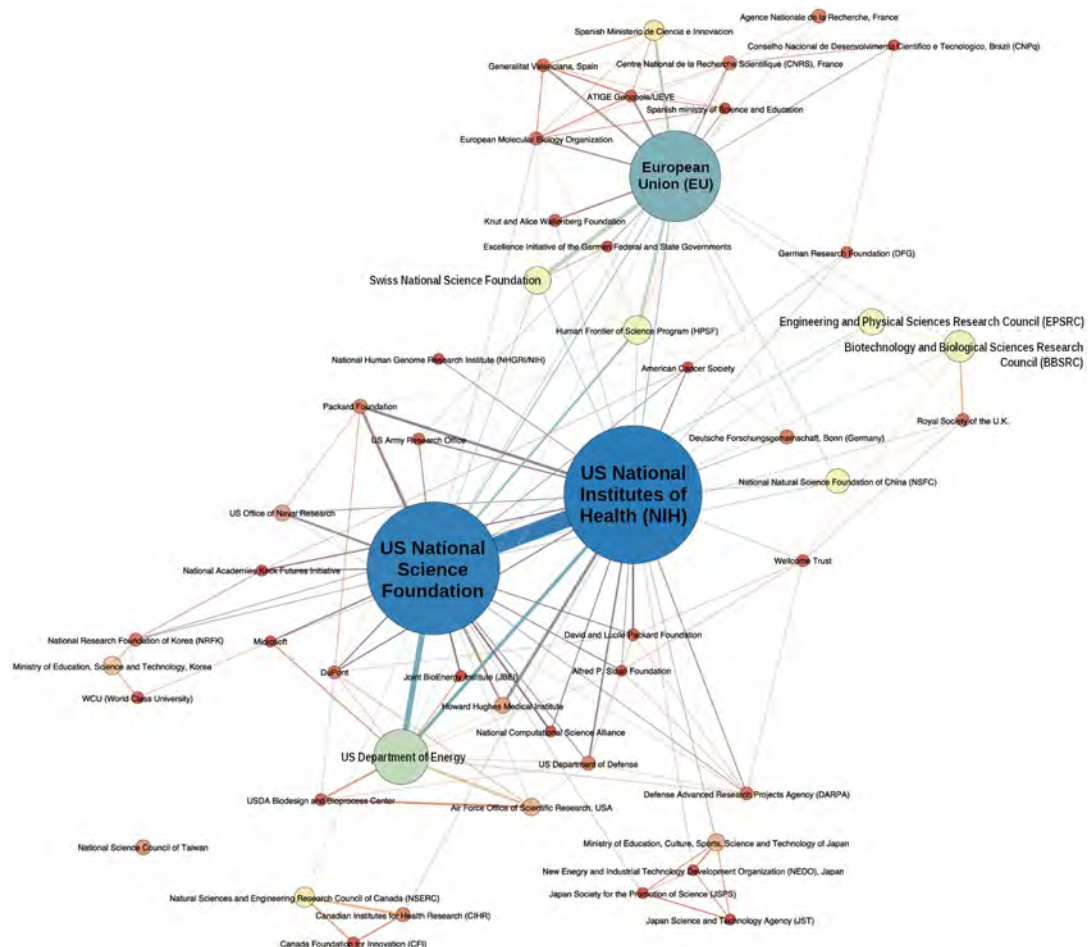 Agence Nationale de la Recherche, France
Spanish Ministerio de Ciencia e Innovacion
Conselho Nacional de Desenvolvimento Cientifico e Tecnologico, Brazil (CNPq)
Generalitat Valenciana, Spain
Centre National de la Recherche Scientifique (CNRS), France
ATIGE Genopole/UEVE
Spanish ministry of Science and Education
European Molecular Biology Organization
European
Union (EU)
Knut and Alice Wallenberg Foundation
Excellence Initiative of the German Federal and State Governments
German Research Foundation (DFG)
Swiss National Science Foundation
Engineering and Physical Sciences Research Council (EPSRC)
Human Frontier of Science Program (HPSF)
Biotechnology and Biological Sciences Research
Council (BBSRC)
National Human Genome Research Institute (NHGRI/NIH)
American Cancer Society
Packard Foundation
Royal Society of the U.K.
US Army Research Office
Deutsche Forschungsgemeinschaft, Bonn (Germany)
US National
Institutes of
Health (NIH)
National Natural Science Foundation of China (NSFC)
US Office of Naval Research
US National
Science
Foundation
Wellcome Trust
National Academies Keck Futures Initiative
National Research Foundation of Korea (NRFK)
Microsoft
David and Lucile Packard Foundation
Ministry of Education, Science and Technology, Korea
DuPont
Joint BioEnergy Institute (JBEI)
Alfred P. Sloan Foundation
WCU (World Class University)
Howard Hughes Medical Institute
National Computational Science Alliance
US Department of Energy
US Department of Defense
USDA Biodesign and Bioprocess Center
Air Force Office of Scientific Research, USA
Defense Advanced Research Projects Agency (DARPA)
National Science Council of Taiwan
Ministry of Education, Culture, Sports, Science and Technology of Japan
New Enegry and Industrial Technology Development Organization (NEDO), Japan
Natural Sciences and Engineering Research Council of Canada (NSERC)
Japan Society for the Promotion of Science (JSPS)
Canadian Institutes for Health Research (CIHR)
Japan Science and Technology Agency (JST)
Canada Foundation for Innovation (CFI)